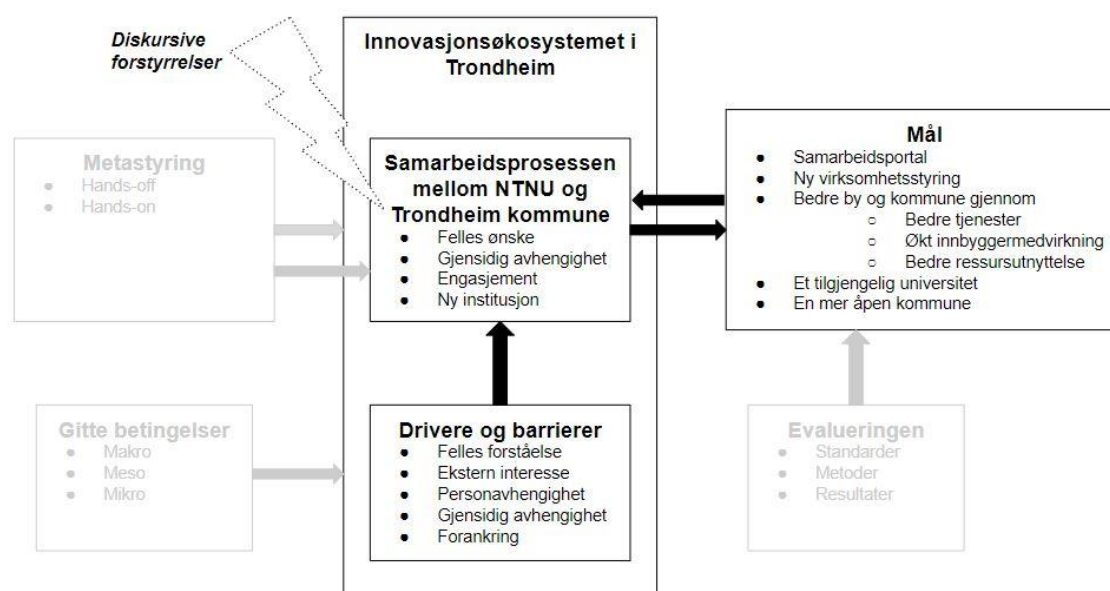 Diskursive
forstyrrelser
Innovasjonsøkosystemet i
Trondheim
Metastyring
● Hands-off
● Hands-on
Samarbeidsprosessen
mellom NTNU og
Trondheim kommune
● Felles ønske
● Gjensidig avhengighet
● Engasjement
● Ny institusjon
Mål
● Samarbeidsportal
● Ny virksomhetsstyring
● Bedre by og kommune gjennom
○ Bedre tjenester
○ Økt innbyggermedvirkning
○ Bedre ressursutnyttelse
● Et tilgjengelig universitet
● En mer åpen kommune
Gitte betingelser
● Makro
● Meso
● Mikro
Drivere og barrierer
● Felles forståelse
● Ekstern interesse
● Personavhengighet
● Gjensidig avhengighet
● Forankring
Evalueringen
● Standarder
● Metoder
● Resultater